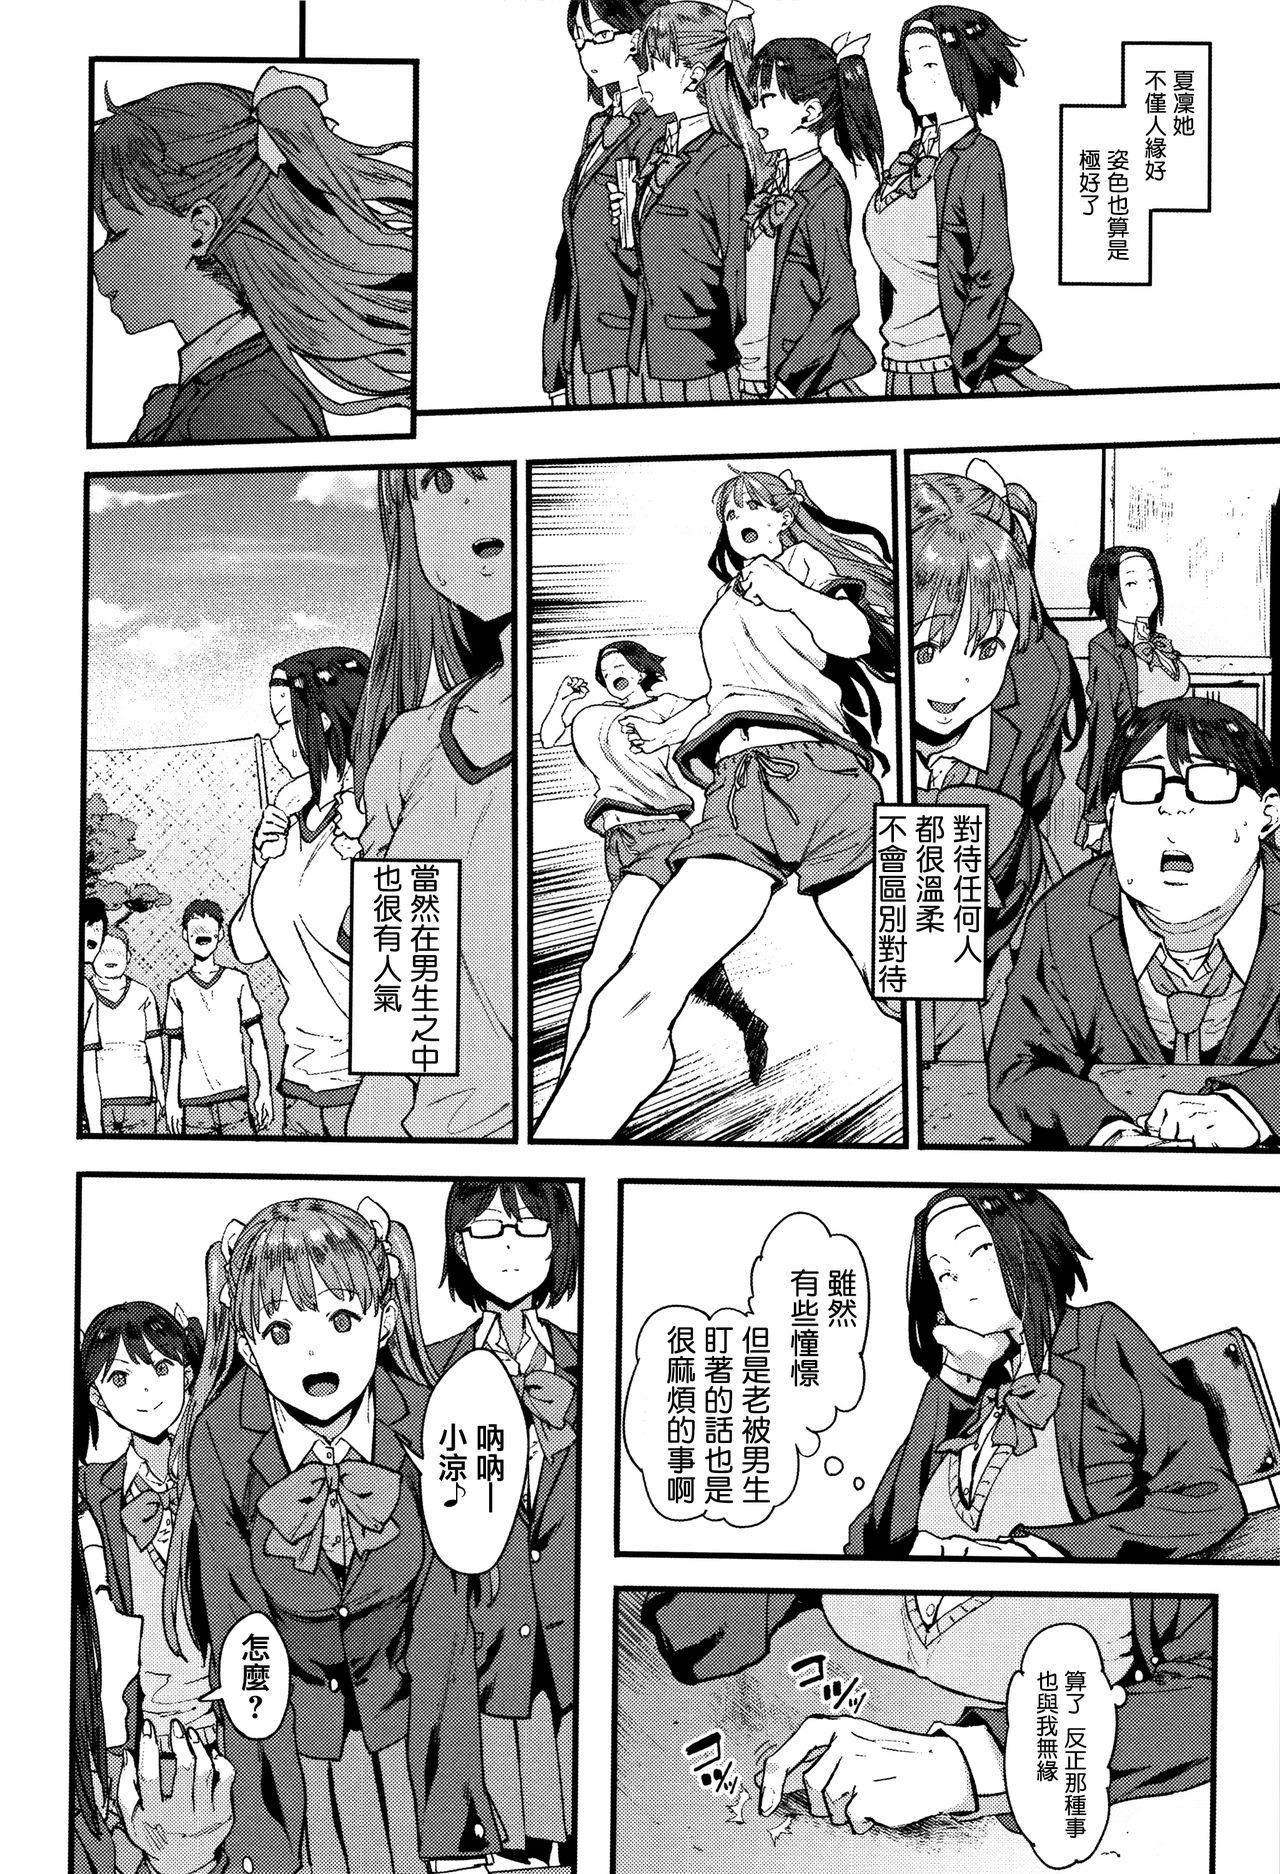 夏凜她
不僅人緣好
姿色也算是
極好了
對待任何人
都很溫柔
不會區別對待
當然在男生之中
也很有人氣
雖然
有些憧憬
但是老被男生
盯著的話也是
很麻煩的事啊
算了 反正那種事
也與我無緣
コツ
コツ
吶吶ー
小涼♪
怎麼?